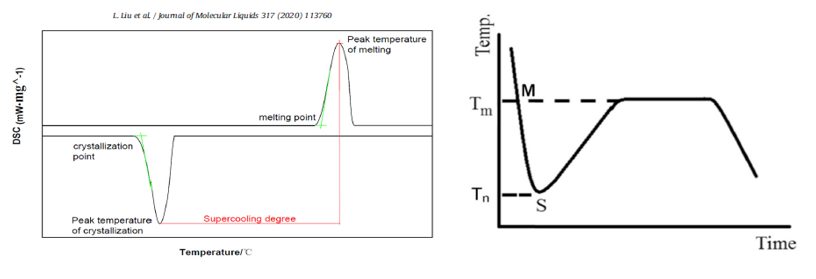 L. Liu et al. / Journal of Molecular Liquids 317 (2020) 113760
Peak temperature
of melting
melting point
DSC (mW·mg^-1)
crystallization
point
Peak temperature
of crystallization
Supercooling degree
Temperature/℃
Temp.
M
Tm
Tn
S
Time